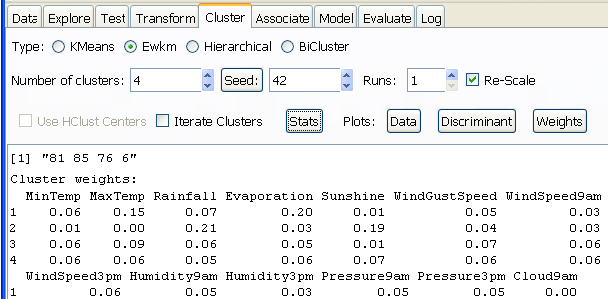 Data Explore Test Transform Cluster Associate Model Evaluate Log
Type: KMeans Ewkm Hierarchical BiCluster
Number of clusters: 4 Seed: 42 Runs: 1 Re-Scale
Use HClust Centers Iterate Clusters Stats Plots: Data Discriminant Weights
[1] "81 85 76 6"
Cluster weights:
MinTemp MaxTemp Rainfall Evaporation Sunshine WindGustSpeed WindSpeed9am
1 0.06 0.15 0.07 0.20 0.01 0.05 0.03
2 0.01 0.00 0.21 0.03 0.19 0.04 0.03
3 0.06 0.09 0.06 0.05 0.01 0.07 0.06
4 0.06 0.06 0.05 0.06 0.07 0.06 0.06
WindSpeed3pm Humidity9am Humidity3pm Pressure9am Pressure3pm Cloud9am
1 0.06 0.05 0.03 0.05 0.05 0.00